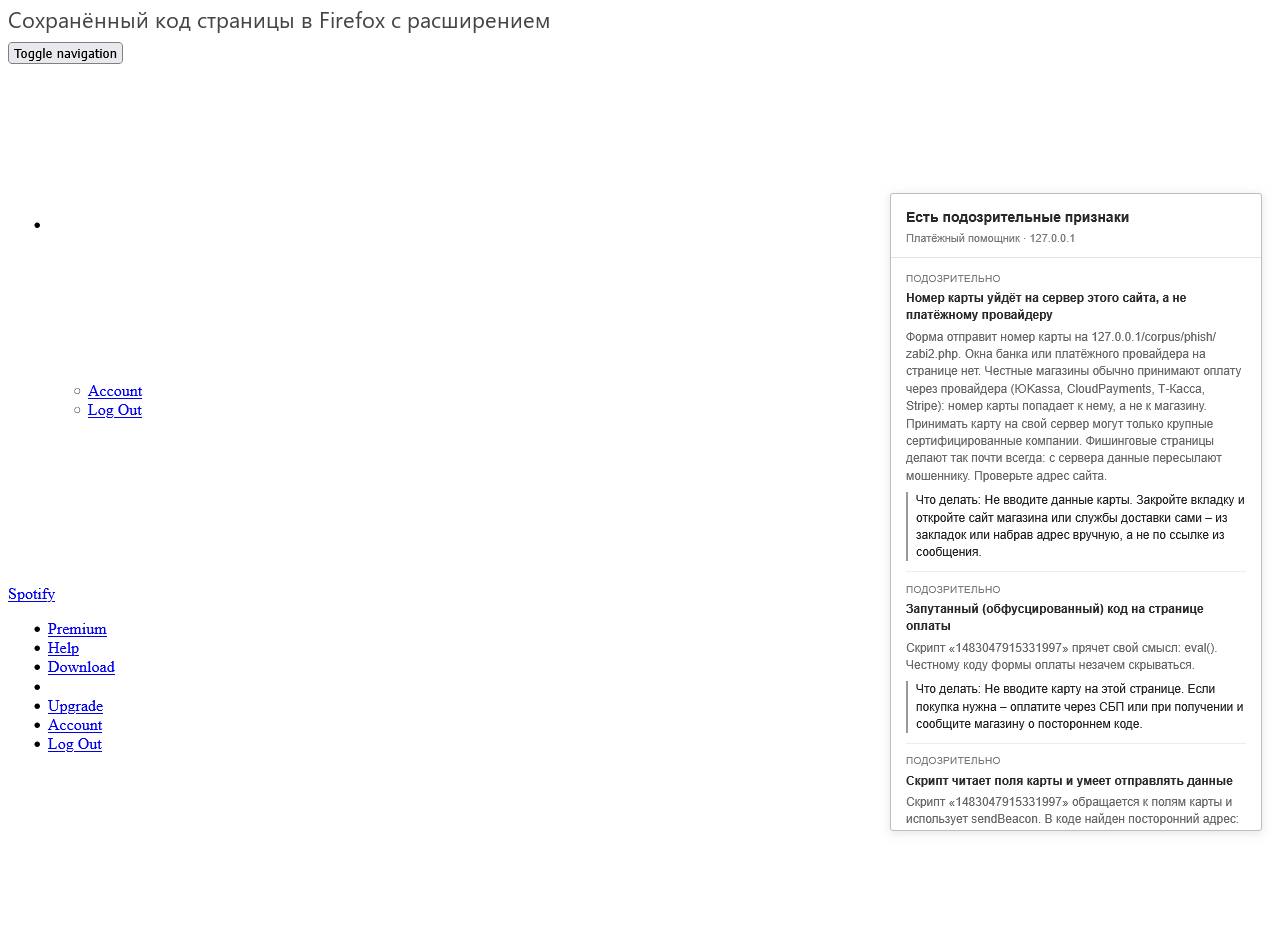 Сохранённый код страницы в Firefox с расширением
Toggle navigation
Account
Log Out
Spotify
Premium
Help
Download
Upgrade
Account
Log Out
Есть подозрительные признаки
Платёжный помощник · 127.0.0.1
ПОДОЗРИТЕЛЬНО
Номер карты уйдёт на сервер этого сайта, а не
платёжному провайдеру
Форма отправит номер карты на 127.0.0.1/corpus/phish/
zabi2.php. Окна банка или платёжного провайдера на
странице нет. Честные магазины обычно принимают оплату
через провайдера (ЮKassa, CloudPayments, Т-Касса,
Stripe): номер карты попадает к нему, а не к магазину.
Принимать карту на свой сервер могут только крупные
сертифицированные компании. Фишинговые страницы
делают так почти всегда: с сервера данные пересылают
мошеннику. Проверьте адрес сайта.
Что делать: Не вводите данные карты. Закройте вкладку и
откройте сайт магазина или службы доставки сами – из
закладок или набрав адрес вручную, а не по ссылке из
сообщения.
ПОДОЗРИТЕЛЬНО
Запутанный (обфусцированный) код на странице
оплаты
Скрипт «1483047915331997» прячет свой смысл: eval().
Честному коду формы оплаты незачем скрываться.
Что делать: Не вводите карту на этой странице. Если
покупка нужна – оплатите через СБП или при получении и
сообщите магазину о постороннем коде.
ПОДОЗРИТЕЛЬНО
Скрипт читает поля карты и умеет отправлять данные
Скрипт «1483047915331997» обращается к полям карты и
использует sendBeacon. В коде найден посторонний адрес: